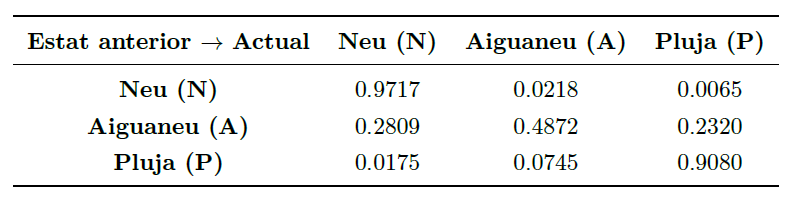 Estat anterior → Actual Neu (N) Aiguaneu (A) Pluja (P)
Neu (N) 0.9717 0.0218 0.0065
Aiguaneu (A) 0.2809 0.4872 0.2320
Pluja (P) 0.0175 0.0745 0.9080